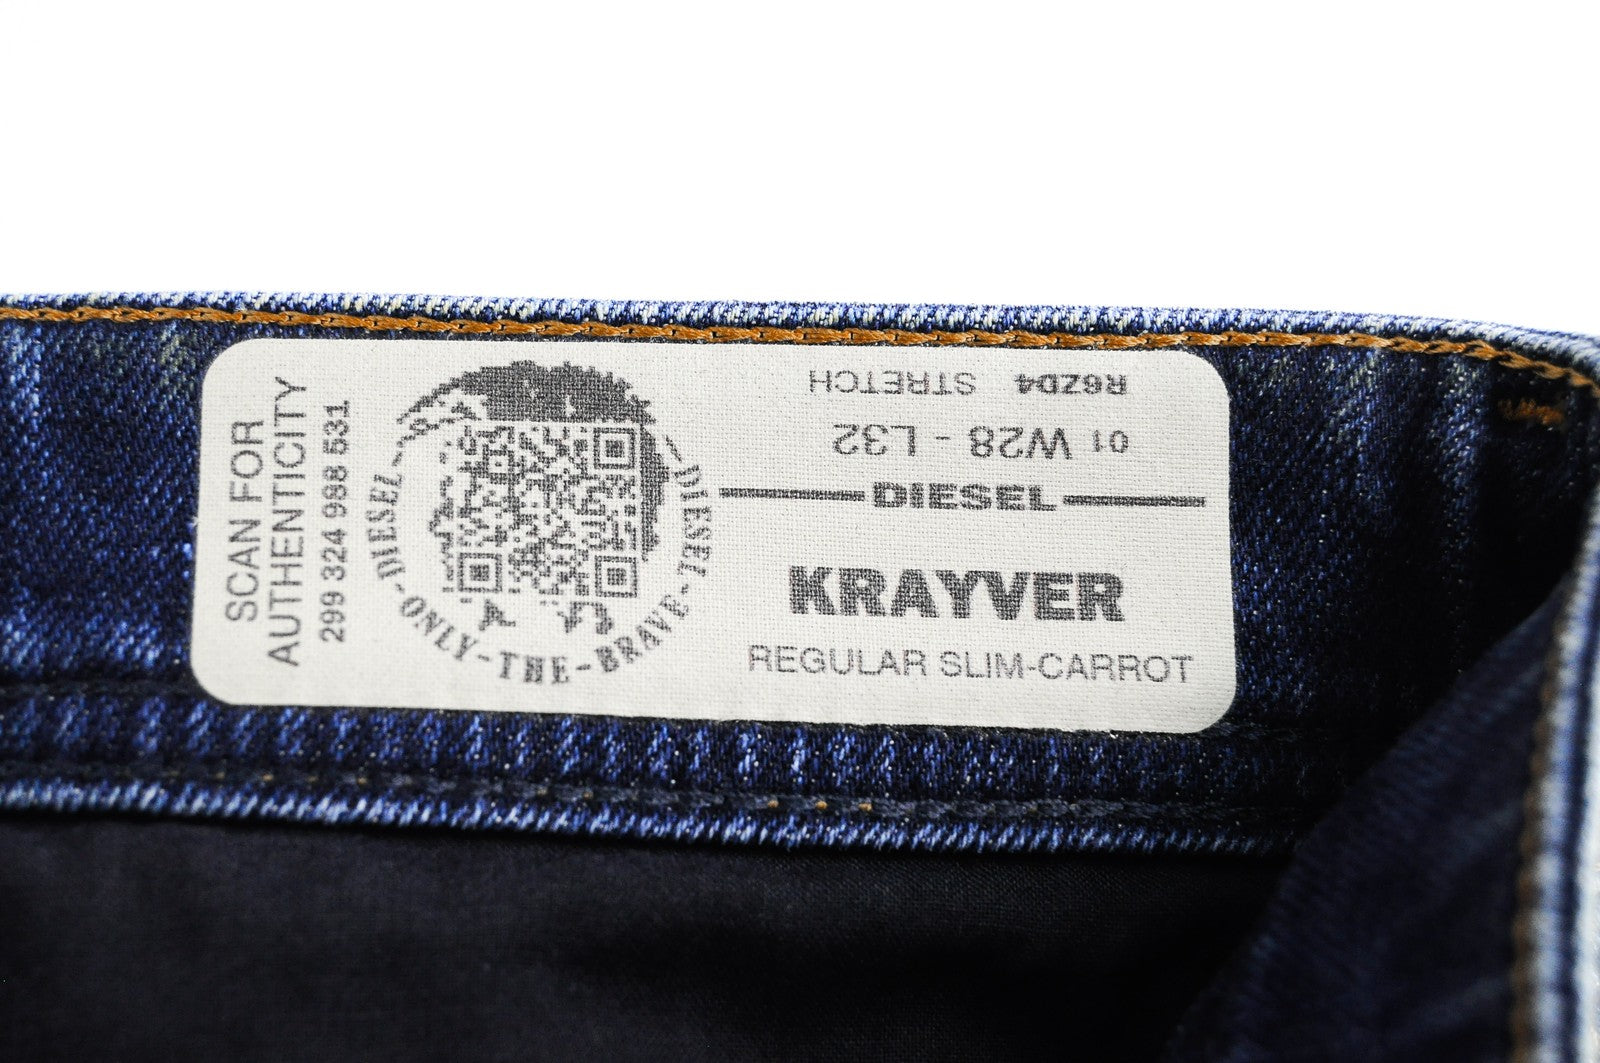 SCAN FOR
AUTHENTICITY
299 324 988 531
DIESEL - ONLY - THE - BRAVE - DIESEL
R6ZD4 STRETCH
01 W28 - L32
DIESEL
KRAYVER
REGULAR SLIM-CARROT